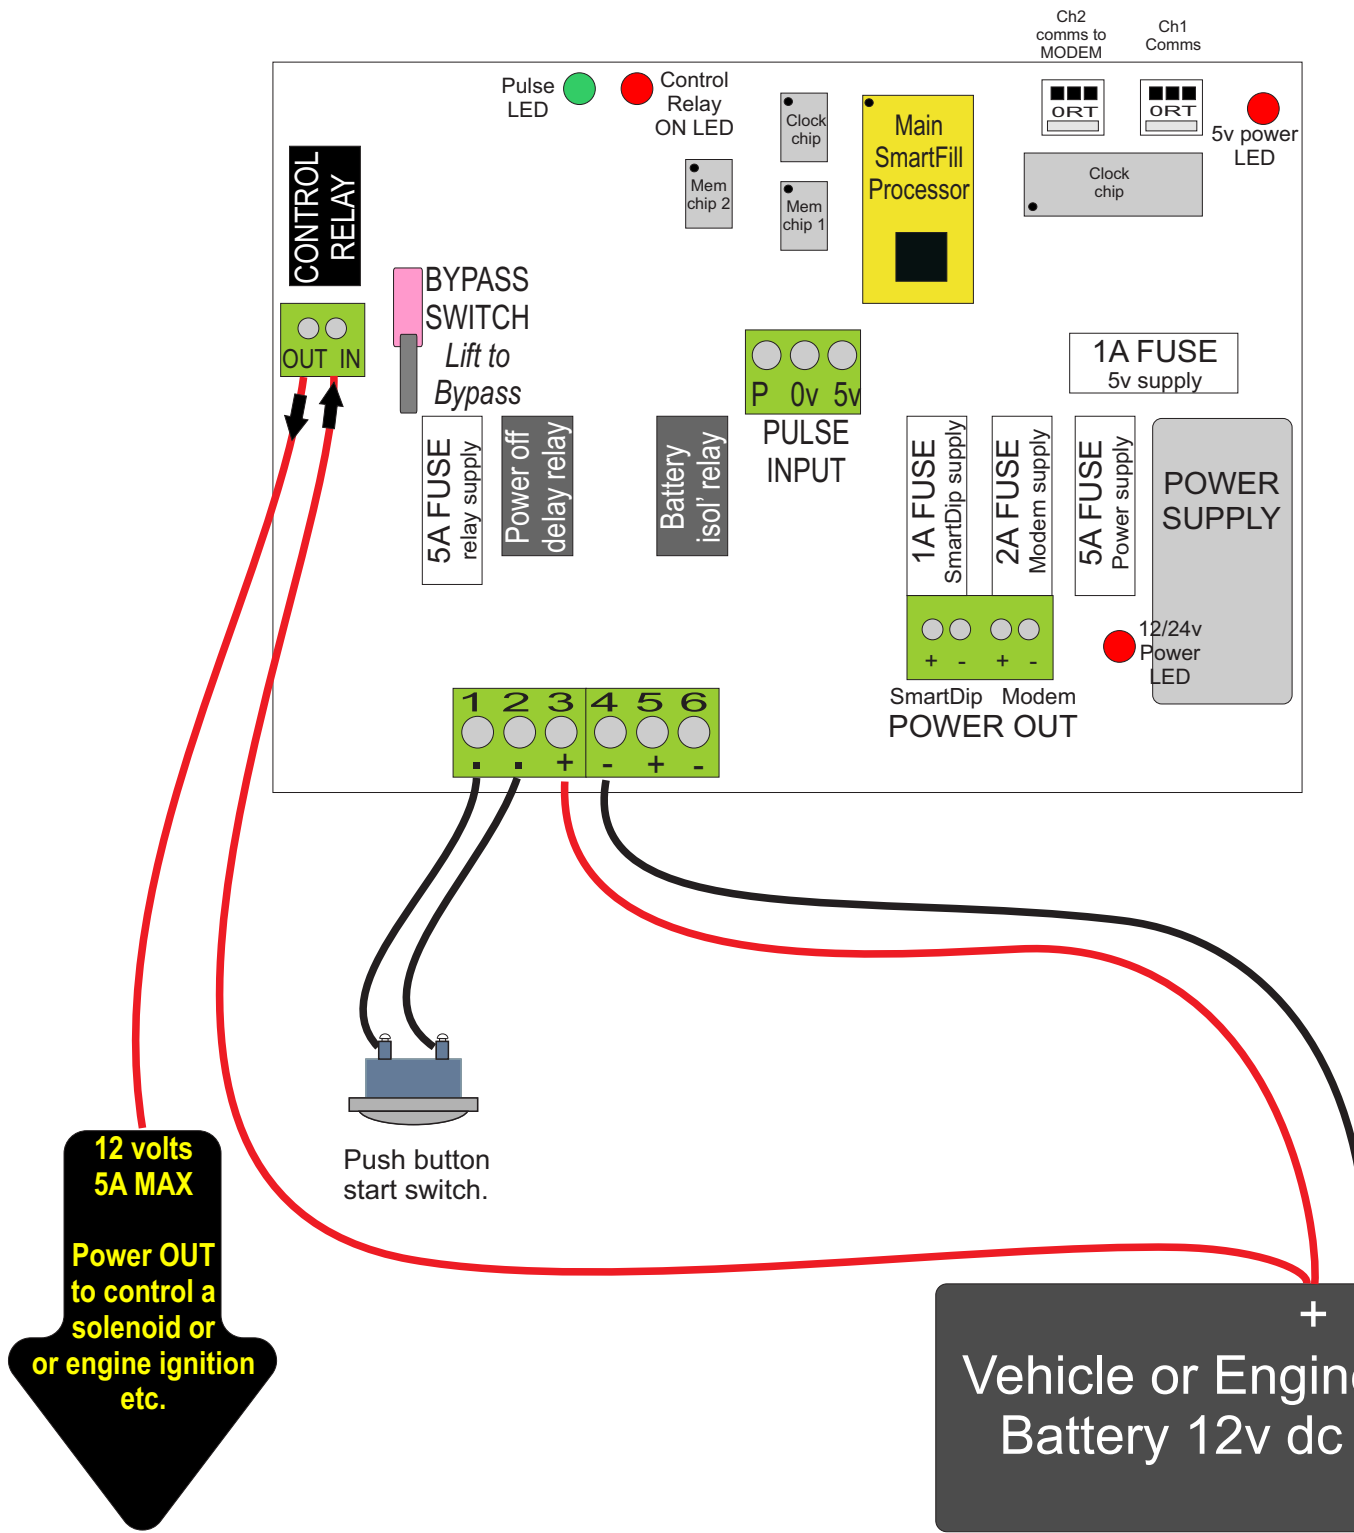 Ch2
comms to
MODEM
Ch1
Comms
Pulse
LED
Control
Relay
ON LED
Clock
chip
Main
SmartFill
Processor
ORT
ORT
5v power
LED
Mem
chip 2
Mem
chip 1
Clock
chip
CONTROL
RELAY
BYPASS
SWITCH
Lift to
Bypass
OUT IN
P 0v 5v
PULSE
INPUT
1A FUSE
5v supply
5A FUSE
relay supply
Power off
delay relay
Battery
isol' relay
1A FUSE
SmartDip supply
2A FUSE
Modem supply
5A FUSE
Power supply
POWER
SUPPLY
+ - + -
SmartDip Modem
POWER OUT
12/24v
Power
LED
1 2 3 4 5 6
. . + - + -
Push button
start switch.
12 volts
5A MAX
Power OUT
to control a
solenoid or
or engine ignition
etc.
+
Vehicle or Engine
Battery 12v dc